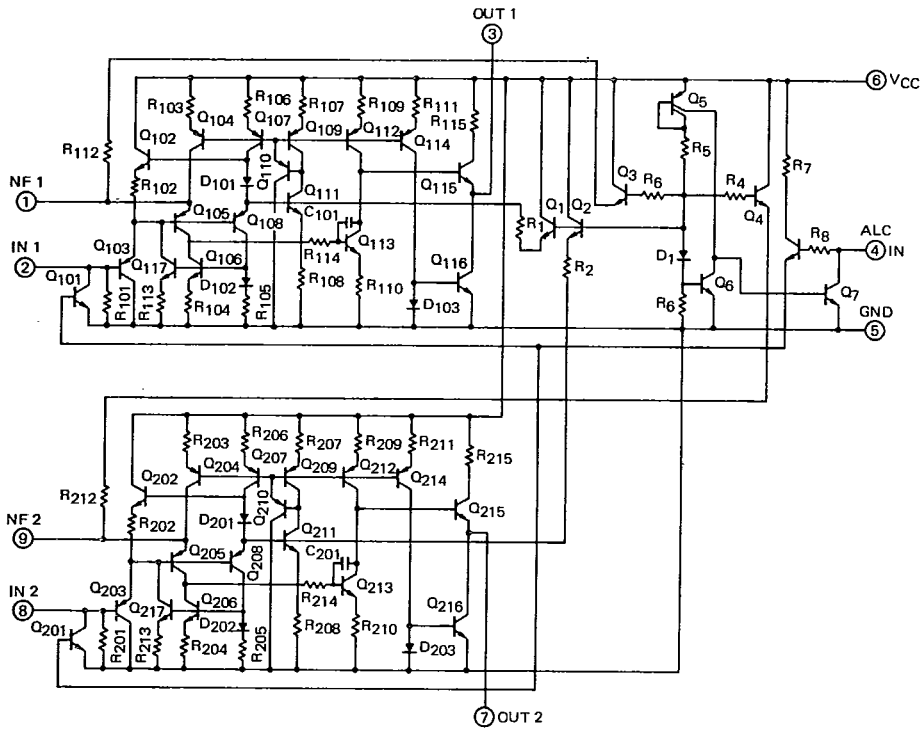 OUT 1
3
6 VCC
R103 Q104 R106 Q107 R107 Q109 R109 Q112 R111 Q114 R115
Q5
Q102
R112
Q110
R5
R7
R102
D101
Q111
Q115
Q3
R6
R4
Q4
NF 1
1
Q105
Q108
C101
R1
Q1
Q2
R8
ALC
4 IN
IN 1
2
Q103
Q117
Q106
R114
Q113
Q116
R2
D1
Q6
Q7
Q101
R101
R113
D102
R104
R105
R108
R110
D103
R6
GND
5
R203 Q204 R206 Q207 R207 Q209 R209 Q212 R211 Q214 R215
Q202
R212
Q210
R202
D201
Q211
Q215
NF 2
9
Q205
Q208
C201
IN 2
8
Q203
Q217
Q206
R214
Q213
Q216
Q201
R201
R213
D202
R204
R205
R208
R210
D203
7 OUT 2